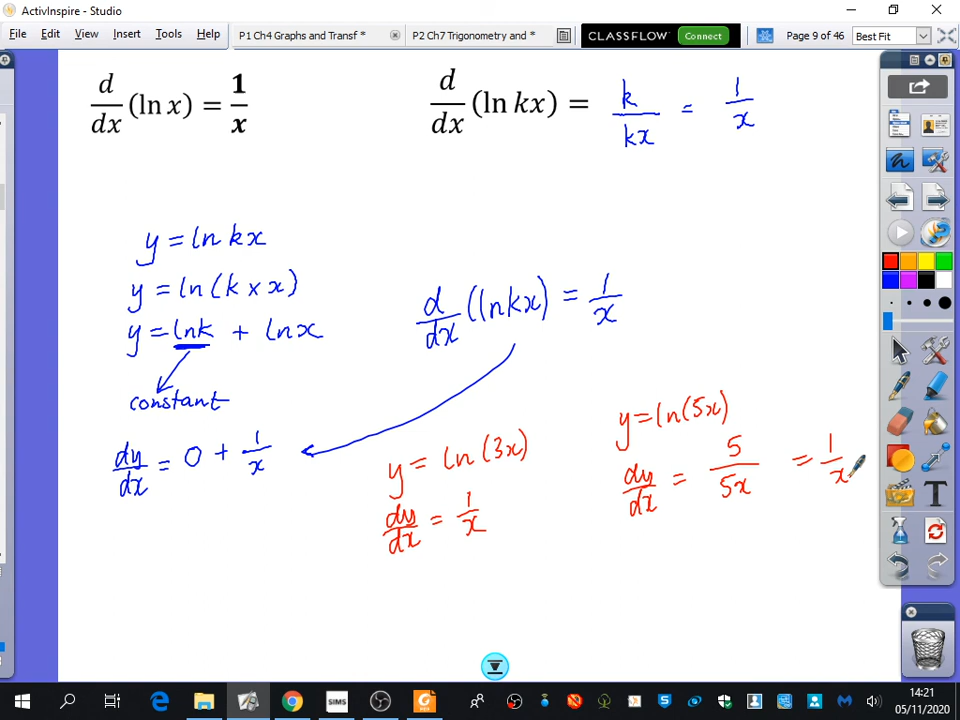 ActivInspire - Studio
File Edit View Insert Tools Help
P1 Ch4 Graphs and Transf *
P2 Ch7 Trigonometry and *
CLASSFLOW Connect
Page 9 of 46
Best Fit
d/dx (ln x) = 1/x
d/dx (ln kx) = k/kx = 1/x
y = ln kx
y = ln(k × x)
y = lnk + lnx
constant
dy/dx = 0 + 1/x
d/dx (lnkx) = 1/x
y = ln(3x)
dy/dx = 1/x
y = ln(5x)
dy/dx = 5/5x = 1/x
SIMS
14:21
05/11/2020